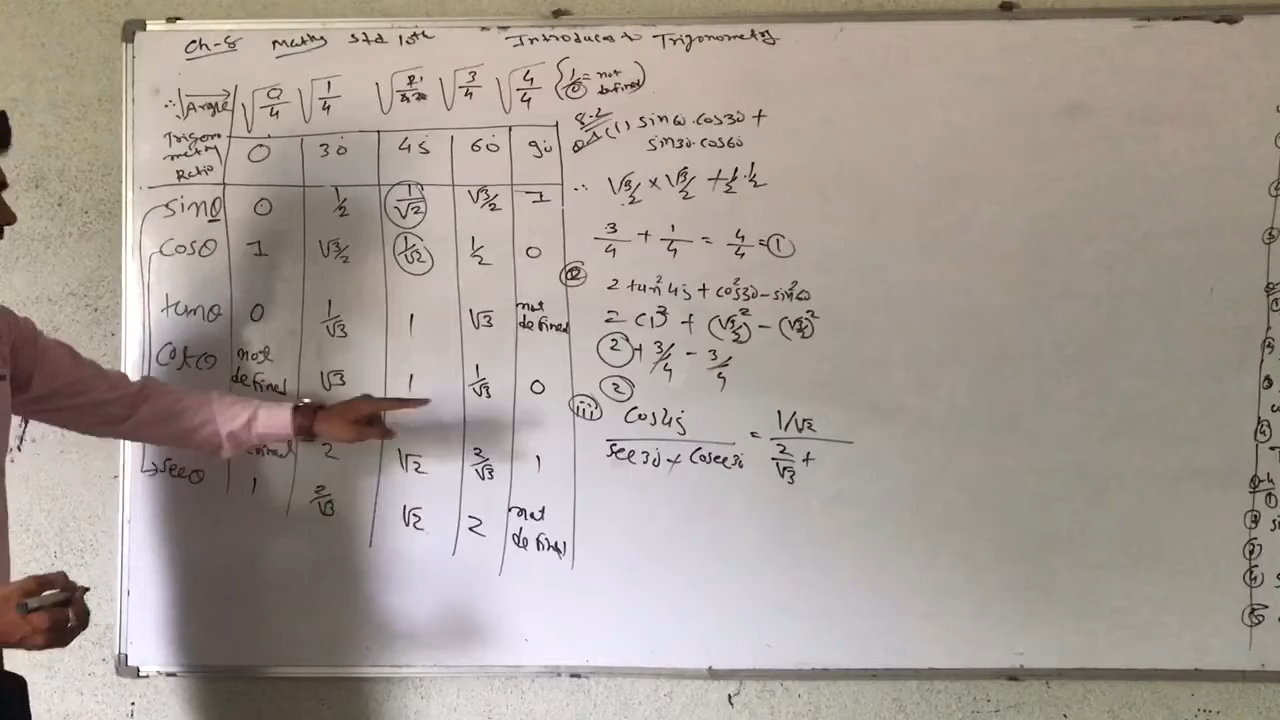 Ch-8 Maths Std 10th Introduces to Trigonometry
∴ Angle √0/4 √1/4 √2/4 √3/4 √4/4 {1/0 = not defined}
Trigonometry Ratio 0 30 45 60 90
sinθ 0 1/2 1/√2 √3/2 1
cosθ 1 √3/2 1/√2 1/2 0
tanθ 0 1/√3 1 √3 not defined
Cotθ not defined √3 1 1/√3 0
2 √2 2/√3 1
secθ 1 2/√3 √2 2 not defined
8.2
(1) sin60 · cos30 +
sin30 · cos60
∴ √3/2 × √3/2 + 1/2 · 1/2
3/4 + 1/4 = 4/4 = 1
2 tan²45 + cos²30 - sin²60
= (1)² + (√3/2)² - (√3/2)²
2 + 3/4 - 3/4
2
iii cos45 / sec30 + cosec30 = 1/√2 / 2/√3 +